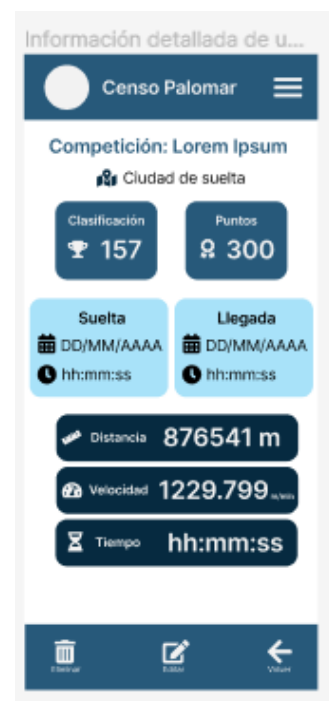 Información detallada de u...
Censo Palomar
Competición: Lorem Ipsum
Ciudad de suelta
Clasificación
157
Puntos
300
Suelta
DD/MM/AAAA
hh:mm:ss
Llegada
DD/MM/AAAA
hh:mm:ss
Distancia 876541 m
Velocidad 1229.799 m/min
Tiempo hh:mm:ss
Eliminar
Editar
Volver